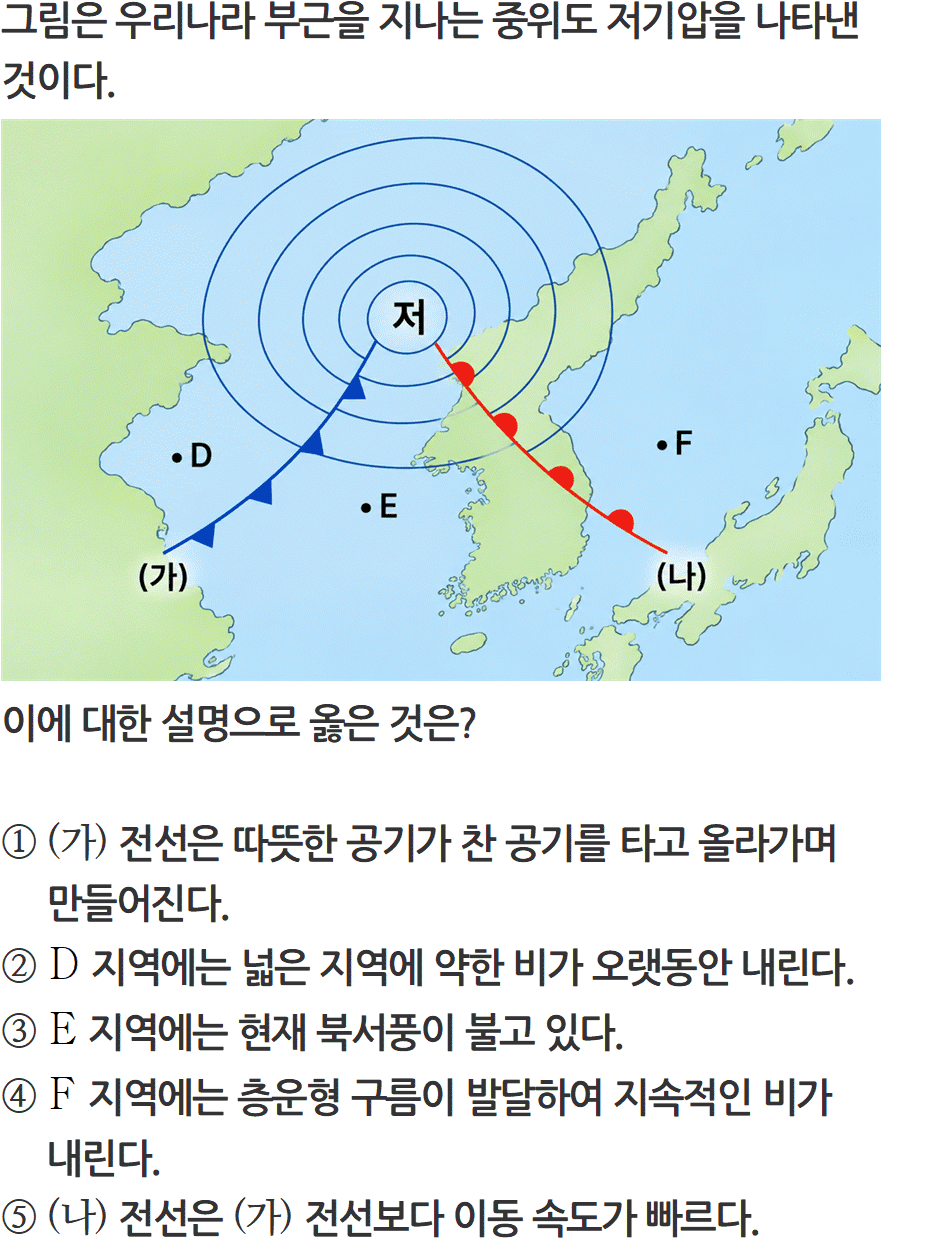 그림은 우리나라 부근을 지나는 중위도 저기압을 나타낸
것이다.
저
D
E
F
(가)
(나)
이에 대한 설명으로 옳은 것은?
① (가) 전선은 따뜻한 공기가 찬 공기를 타고 올라가며
만들어진다.
② D 지역에는 넓은 지역에 약한 비가 오랫동안 내린다.
③ E 지역에는 현재 북서풍이 불고 있다.
④ F 지역에는 층운형 구름이 발달하여 지속적인 비가
내린다.
⑤ (나) 전선은 (가) 전선보다 이동 속도가 빠르다.